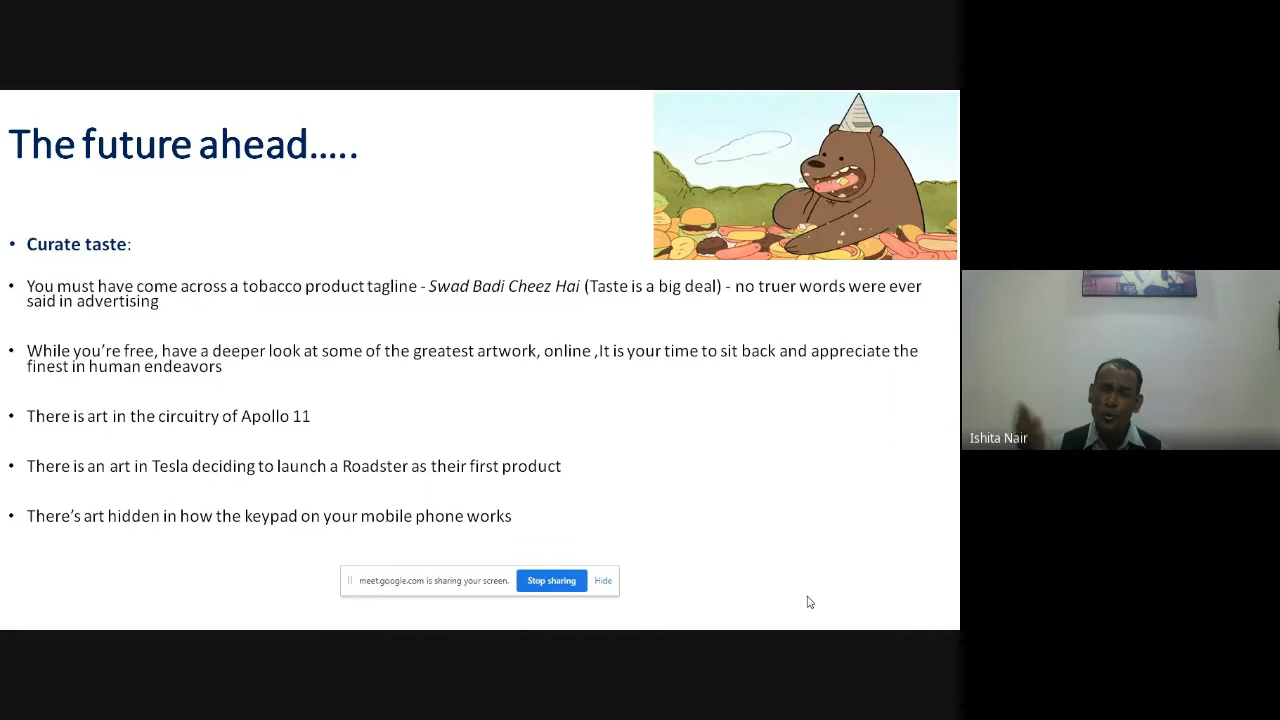 The future ahead.....
• Curate taste:
• You must have come across a tobacco product tagline - Swad Badi Cheez Hai (Taste is a big deal) - no truer words were ever
said in advertising
• While you’re free, have a deeper look at some of the greatest artwork, online ,It is your time to sit back and appreciate the
finest in human endeavors
• There is art in the circuitry of Apollo 11
• There is an art in Tesla deciding to launch a Roadster as their first product
• There’s art hidden in how the keypad on your mobile phone works
meet.google.com is sharing your screen. Stop sharing Hide
Ishita Nair